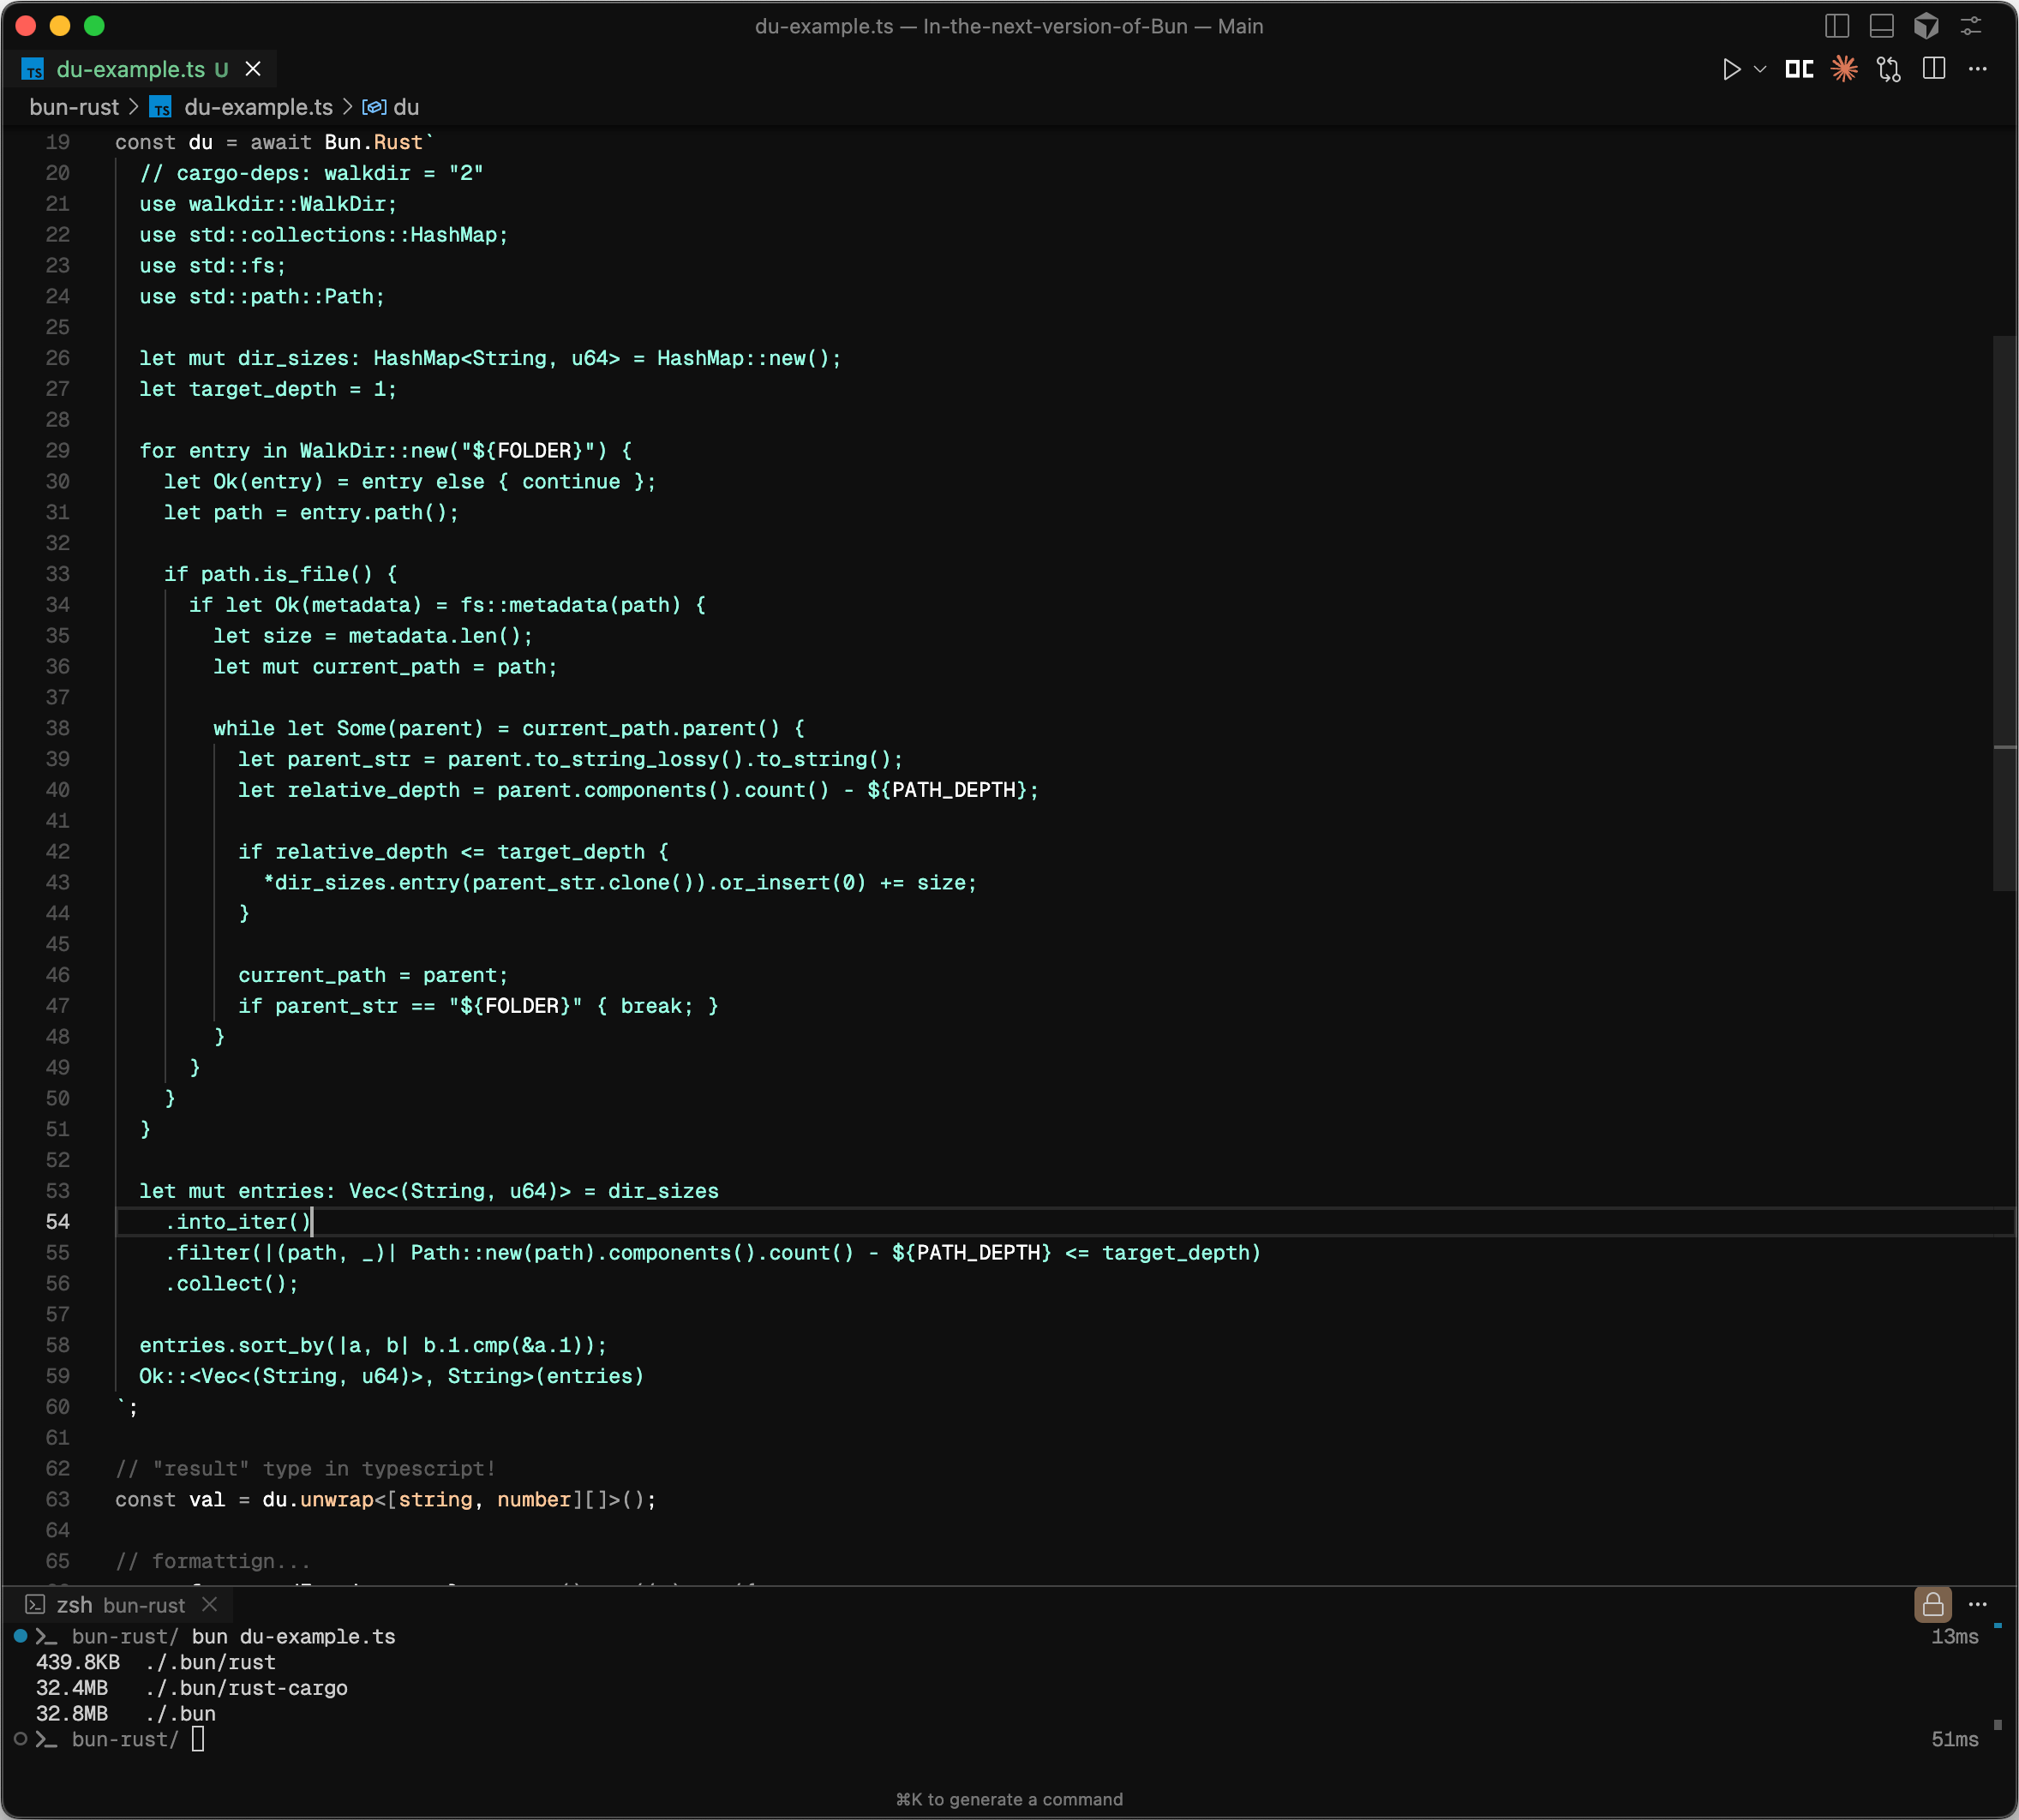 du-example.ts — In-the-next-version-of-Bun — Main
TS du-example.ts U
bun-rust > TS du-example.ts > du
19 const du = await Bun.Rust`
20   // cargo-deps: walkdir = "2"
21   use walkdir::WalkDir;
22   use std::collections::HashMap;
23   use std::fs;
24   use std::path::Path;
25
26   let mut dir_sizes: HashMap<String, u64> = HashMap::new();
27   let target_depth = 1;
28
29   for entry in WalkDir::new("${FOLDER}") {
30     let Ok(entry) = entry else { continue };
31     let path = entry.path();
32
33     if path.is_file() {
34       if let Ok(metadata) = fs::metadata(path) {
35         let size = metadata.len();
36         let mut current_path = path;
37
38         while let Some(parent) = current_path.parent() {
39           let parent_str = parent.to_string_lossy().to_string();
40           let relative_depth = parent.components().count() - ${PATH_DEPTH};
41
42           if relative_depth <= target_depth {
43             *dir_sizes.entry(parent_str.clone()).or_insert(0) += size;
44           }
45
46           current_path = parent;
47           if parent_str == "${FOLDER}" { break; }
48         }
49       }
50     }
51   }
52
53   let mut entries: Vec<(String, u64)> = dir_sizes
54     .into_iter()
55     .filter(|(path, _)| Path::new(path).components().count() - ${PATH_DEPTH} <= target_depth)
56     .collect();
57
58   entries.sort_by(|a, b| b.1.cmp(&a.1));
59   Ok::<Vec<(String, u64)>, String>(entries)
60 `;
61
62 // "result" type in typescript!
63 const val = du.unwrap<[string, number][]>();
64
65 // formattign...
zsh bun-rust
bun-rust/ bun du-example.ts 13ms
439.8KB ./.bun/rust
32.4MB ./.bun/rust-cargo
32.8MB ./.bun
bun-rust/ 51ms
⌘K to generate a command